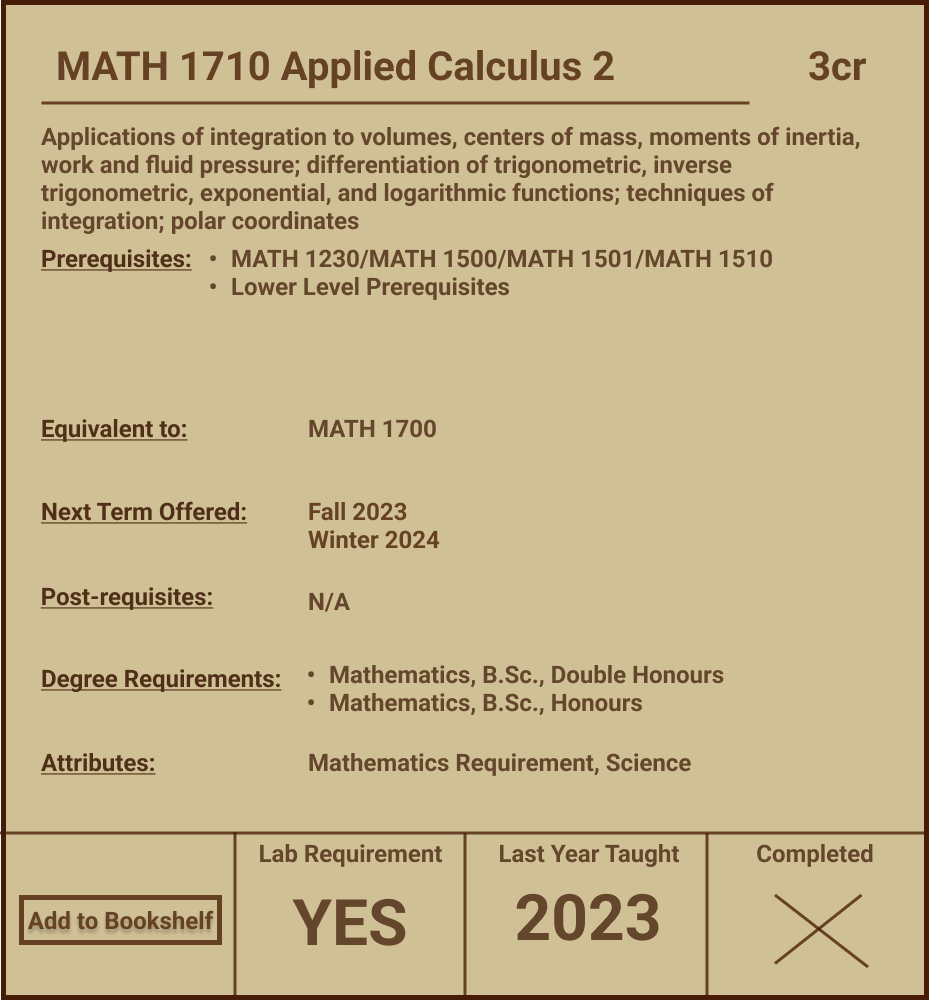 MATH 1710 Applied Calculus 2 3cr
Applications of integration to volumes, centers of mass, moments of inertia,
work and fluid pressure; differentiation of trigonometric, inverse
trigonometric, exponential, and logarithmic functions; techniques of
integration; polar coordinates
Prerequisites: • MATH 1230/MATH 1500/MATH 1501/MATH 1510
• Lower Level Prerequisites
Equivalent to: MATH 1700
Next Term Offered: Fall 2023
Winter 2024
Post-requisites: N/A
Degree Requirements: • Mathematics, B.Sc., Double Honours
• Mathematics, B.Sc., Honours
Attributes: Mathematics Requirement, Science
Lab Requirement Last Year Taught Completed
Add to Bookshelf YES 2023